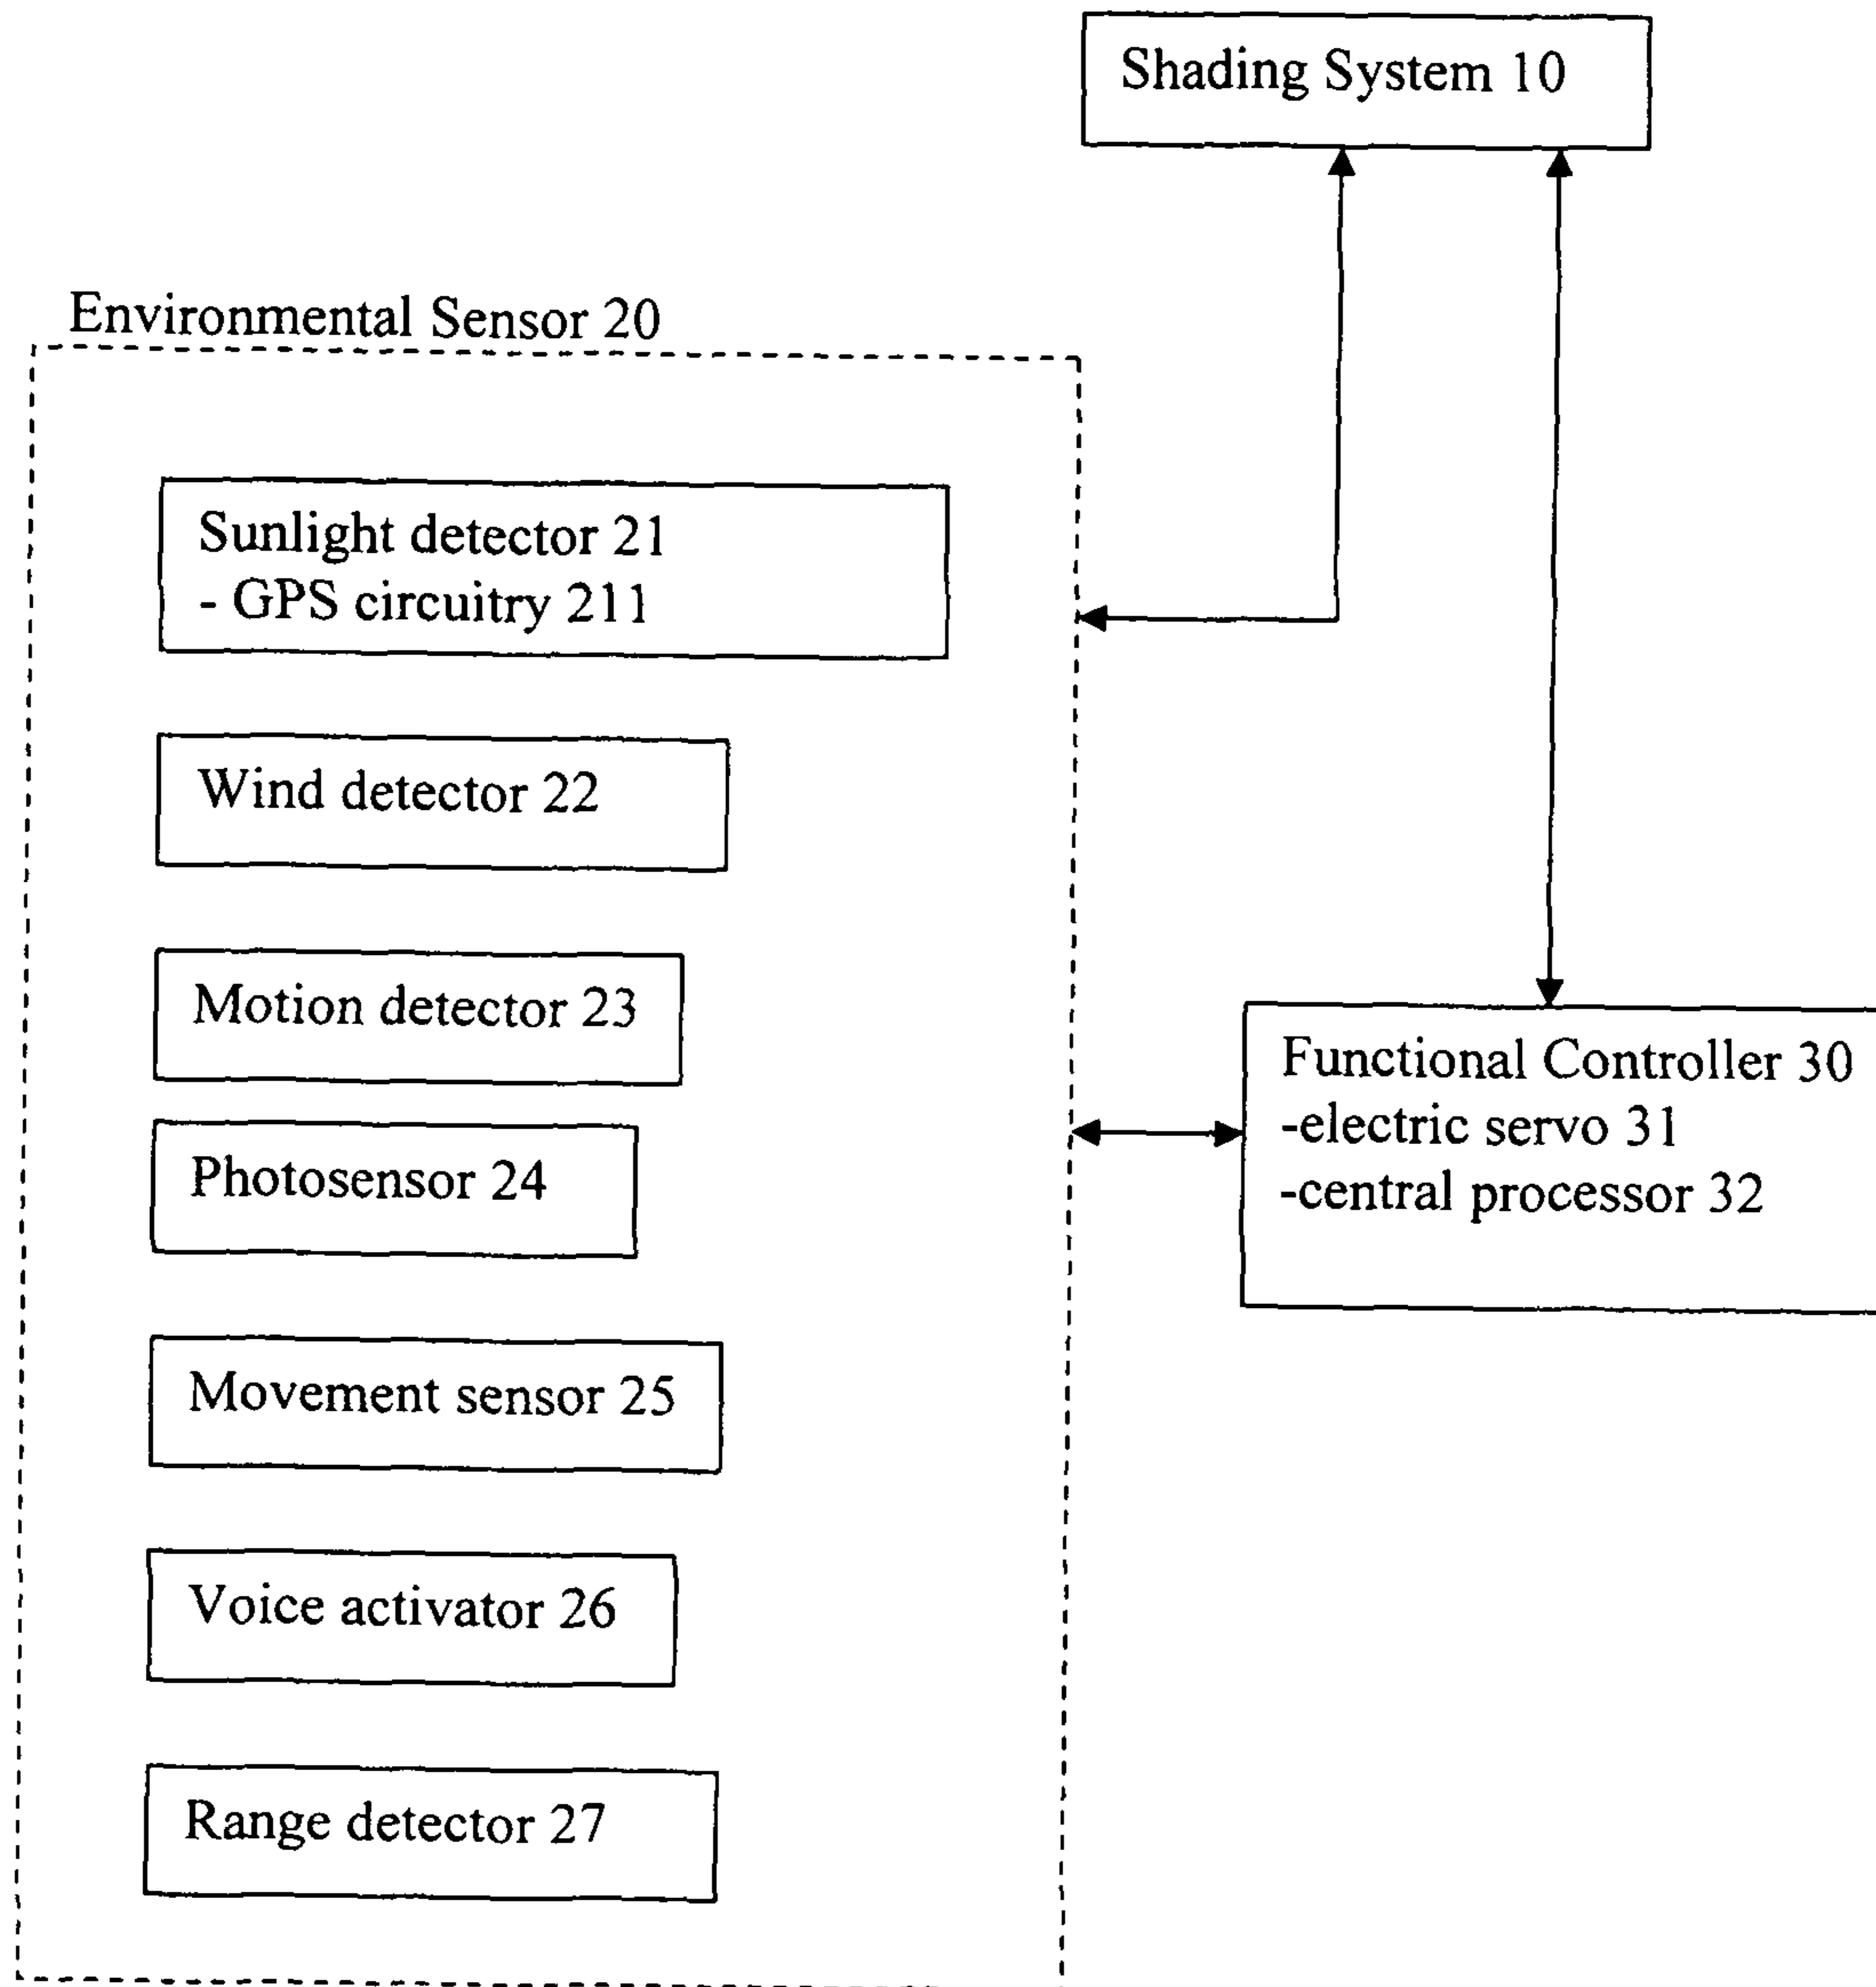 Shading System 10
Environmental Sensor 20
Sunlight detector 21
- GPS circuitry 211
Wind detector 22
Motion detector 23
Photosensor 24
Movement sensor 25
Voice activator 26
Range detector 27
Functional Controller 30
-electric servo 31
-central processor 32